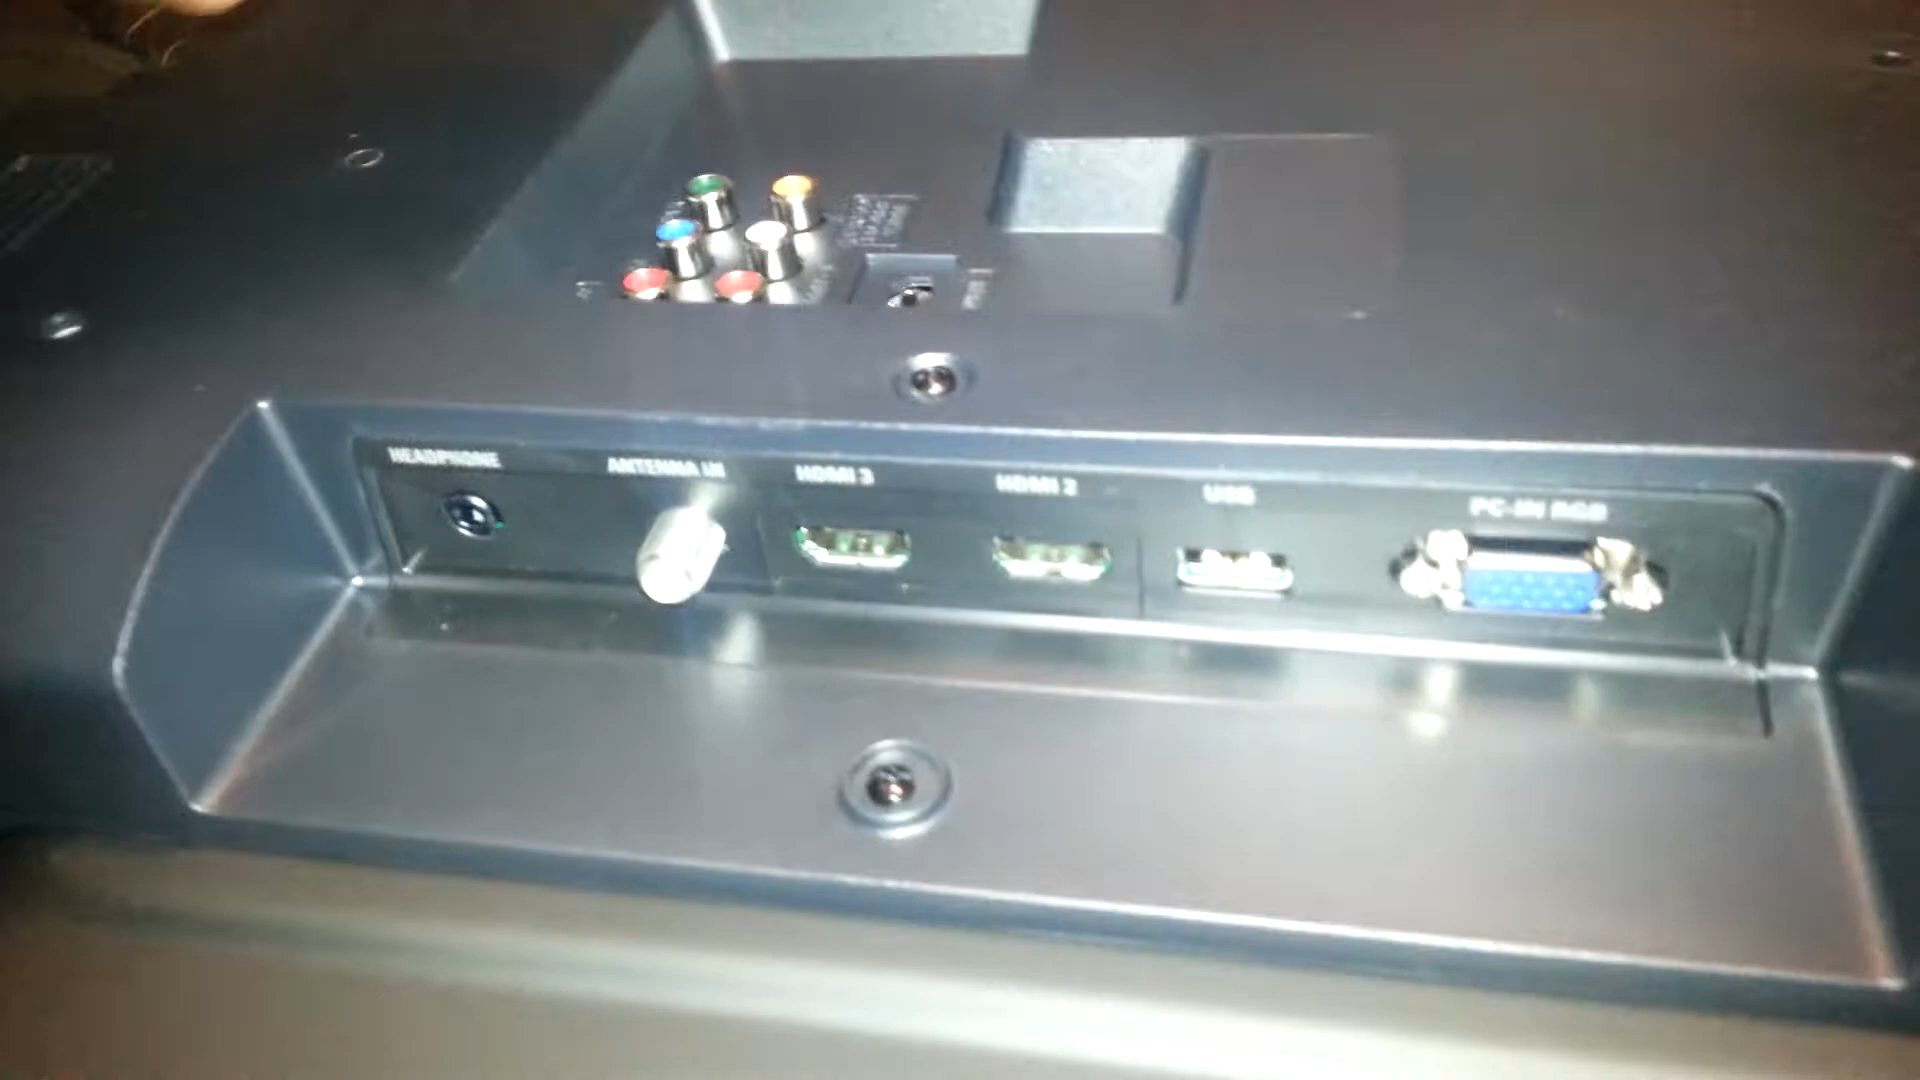 HEADPHONE
ANTENNA IN
HDMI 3
HDMI 2
USB
PC-IN RGB